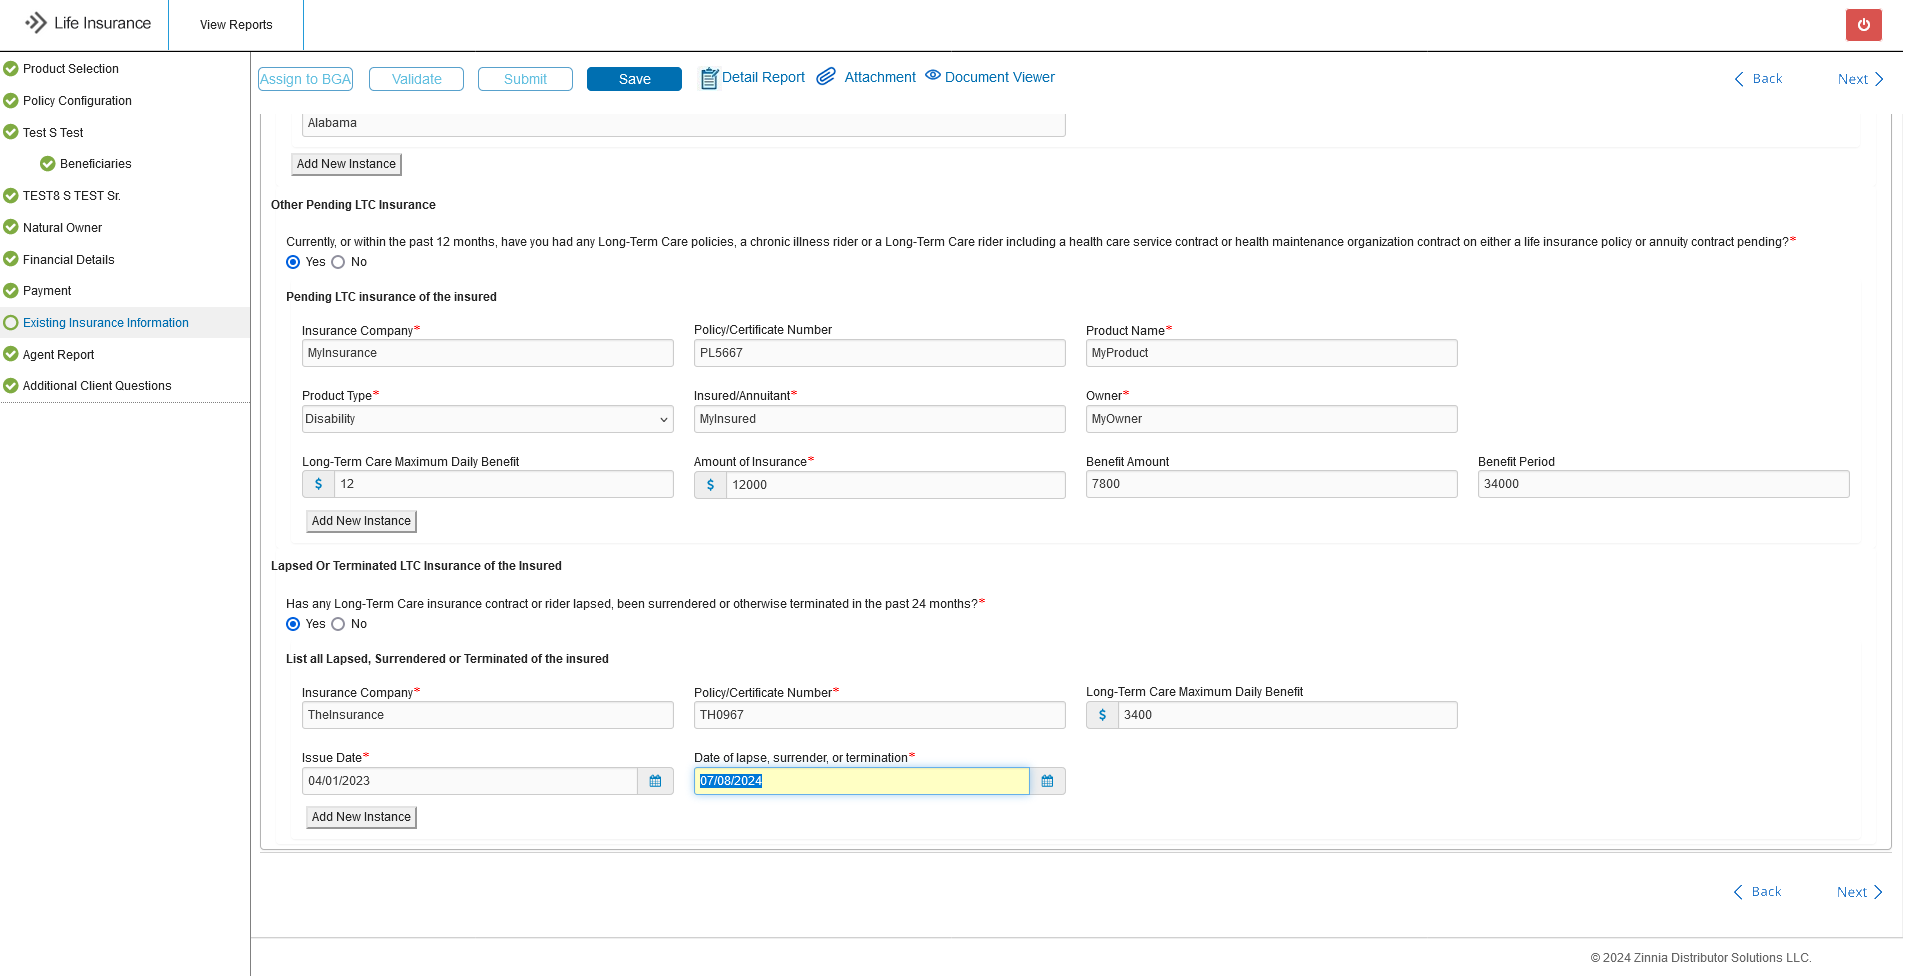 Life Insurance
View Reports
Product Selection
Policy Configuration
Test S Test
Beneficiaries
TEST8 S TEST Sr.
Natural Owner
Financial Details
Payment
Existing Insurance Information
Agent Report
Additional Client Questions
Assign to BGA Validate Submit Save Detail Report Attachment Document Viewer Back Next
Alabama
Add New Instance
Other Pending LTC Insurance
Currently, or within the past 12 months, have you had any Long-Term Care policies, a chronic illness rider or a Long-Term Care rider including a health care service contract or health maintenance organization contract on either a life insurance policy or annuity contract pending?*
Yes No
Pending LTC insurance of the insured
Insurance Company* Policy/Certificate Number Product Name*
MyInsurance PL5667 MyProduct
Product Type* Insured/Annuitant* Owner*
Disability MyInsured MyOwner
Long-Term Care Maximum Daily Benefit Amount of Insurance* Benefit Amount Benefit Period
$ 12 $ 12000 7800 34000
Add New Instance
Lapsed Or Terminated LTC Insurance of the Insured
Has any Long-Term Care insurance contract or rider lapsed, been surrendered or otherwise terminated in the past 24 months?*
Yes No
List all Lapsed, Surrendered or Terminated of the insured
Insurance Company* Policy/Certificate Number* Long-Term Care Maximum Daily Benefit
TheInsurance TH0967 $ 3400
Issue Date* Date of lapse, surrender, or termination*
04/01/2023 07/08/2024
Add New Instance
Back Next
© 2024 Zinnia Distributor Solutions LLC.